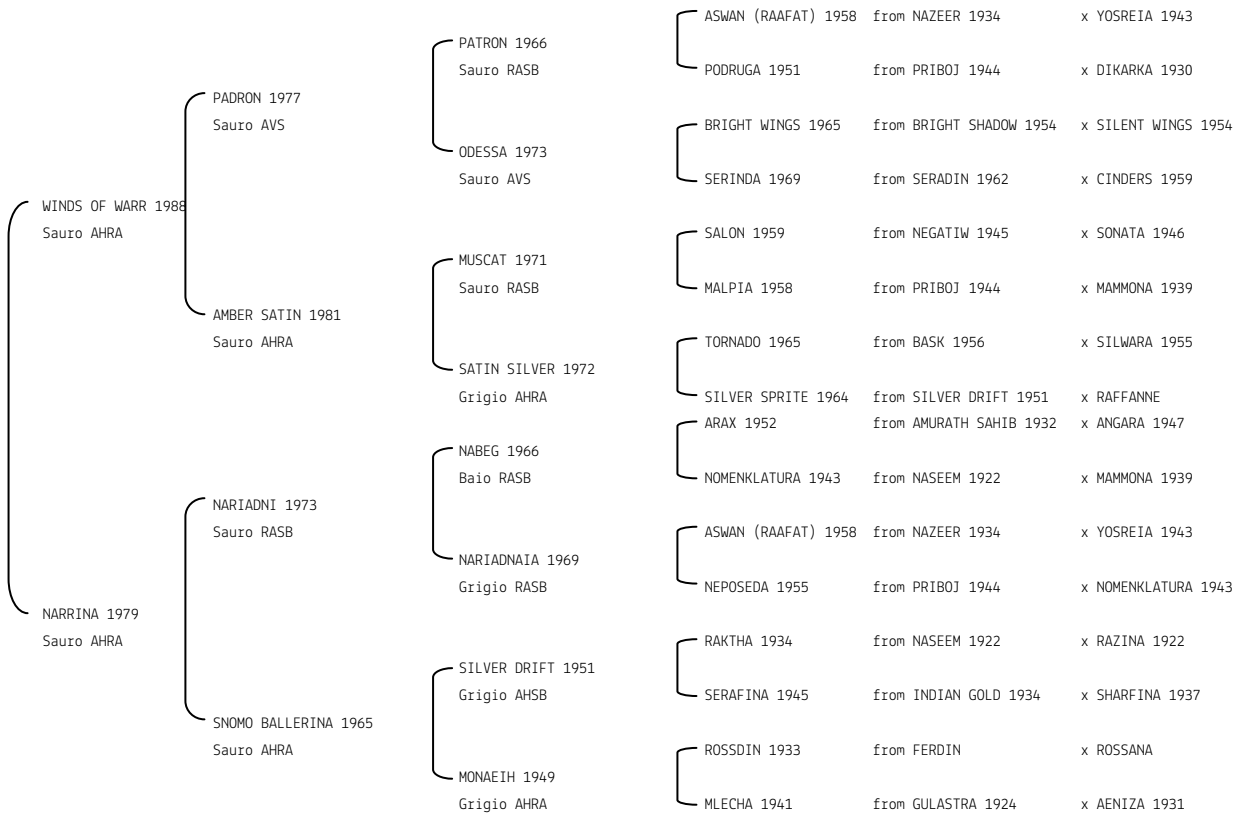 ASWAN (RAAFAT) 1958 from NAZEER 1934 x YOSREIA 1943
PATRON 1966
Sauro RASB
PODRUGA 1951 from PRIBOJ 1944 x DIKARKA 1930
PADRON 1977
Sauro AVS
BRIGHT WINGS 1965 from BRIGHT SHADOW 1954 x SILENT WINGS 1954
ODESSA 1973
Sauro AVS
SERINDA 1969 from SERADIN 1962 x CINDERS 1959
WINDS OF WARR 1988
Sauro AHRA
SALON 1959 from NEGATIW 1945 x SONATA 1946
MUSCAT 1971
Sauro RASB
MALPIA 1958 from PRIBOJ 1944 x MAMMONA 1939
AMBER SATIN 1981
Sauro AHRA
TORNADO 1965 from BASK 1956 x SILWARA 1955
SATIN SILVER 1972
Grigio AHRA
SILVER SPRITE 1964 from SILVER DRIFT 1951 x RAFFANNE
ARAX 1952 from AMURATH SAHIB 1932 x ANGARA 1947
NABEG 1966
Baio RASB
NOMENKLATURA 1943 from NASEEM 1922 x MAMMONA 1939
NARIADNI 1973
Sauro RASB
ASWAN (RAAFAT) 1958 from NAZEER 1934 x YOSREIA 1943
NARIADNAIA 1969
Grigio RASB
NEPOSEDA 1955 from PRIBOJ 1944 x NOMENKLATURA 1943
NARRINA 1979
Sauro AHRA
RAKTHA 1934 from NASEEM 1922 x RAZINA 1922
SILVER DRIFT 1951
Grigio AHSB
SERAFINA 1945 from INDIAN GOLD 1934 x SHARFINA 1937
SNOMO BALLERINA 1965
Sauro AHRA
ROSSDIN 1933 from FERDIN x ROSSANA
MONAEIH 1949
Grigio AHRA
MLECHA 1941 from GULASTRA 1924 x AENIZA 1931